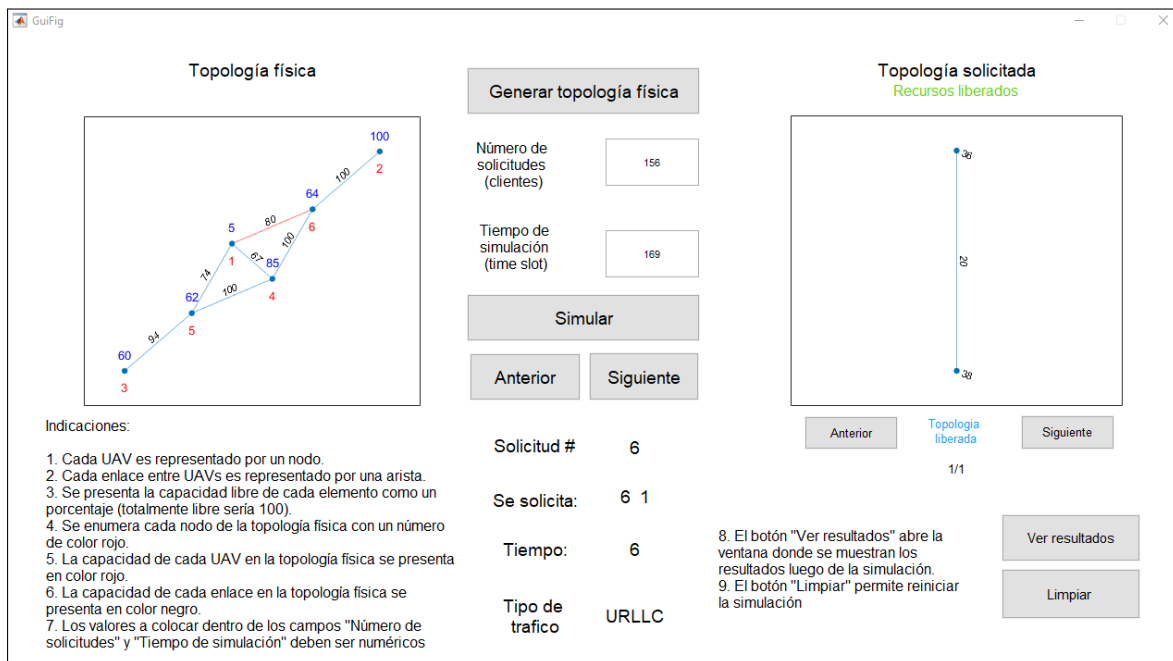 GuiFig
Topología física
100
100
2
64
80
6
5
100
67
1
85
74
4
100
62
5
94
60
3
Indicaciones:
1. Cada UAV es representado por un nodo.
2. Cada enlace entre UAVs es representado por una arista.
3. Se presenta la capacidad libre de cada elemento como un
porcentaje (totalmente libre sería 100).
4. Se enumera cada nodo de la topología física con un número
de color rojo.
5. La capacidad de cada UAV en la topología física se presenta
en color rojo.
6. La capacidad de cada enlace en la topología física se
presenta en color negro.
7. Los valores a colocar dentro de los campos "Número de
solicitudes" y "Tiempo de simulación" deben ser numéricos
Generar topología física
Número de
solicitudes
(clientes)
156
Tiempo de
simulación
(time slot)
169
Simular
Anterior
Siguiente
Solicitud #
6
Se solicita:
6 1
Tiempo:
6
Tipo de
trafico
URLLC
Topología solicitada
Recursos liberados
36
20
38
Anterior
Topologia
liberada
Siguiente
1/1
8. El botón "Ver resultados" abre la
ventana donde se muestran los
resultados luego de la simulación.
9. El botón "Limpiar" permite reiniciar
la simulación
Ver resultados
Limpiar